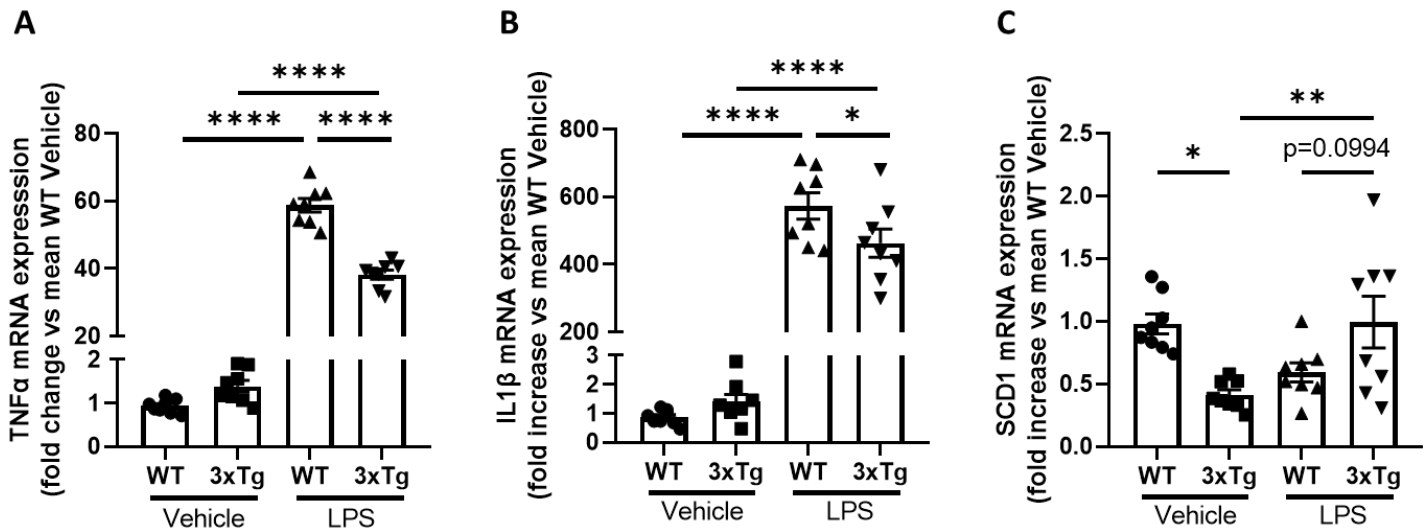 A
TNFα mRNA expression
(fold change vs mean WT Vehicle)
80
60
40
20
2
1
0
****
****
****
WT
3xTg
WT
3xTg
Vehicle
LPS
B
IL1β mRNA expression
(fold increase vs mean WT Vehicle)
800
600
400
200
3
2
1
0
****
****
*
WT
3xTg
WT
3xTg
Vehicle
LPS
C
SCD1 mRNA expression
(fold increase vs mean WT Vehicle)
2.5
2.0
1.5
1.0
0.5
0.0
**
*
p=0.0994
WT
3xTg
WT
3xTg
Vehicle
LPS